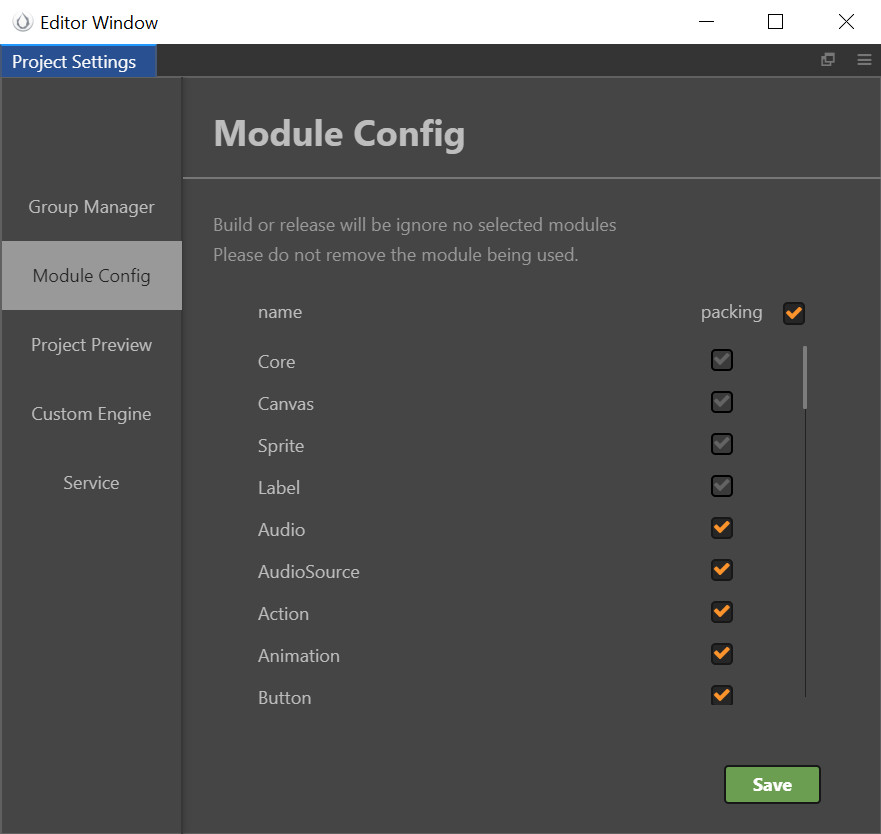 Editor Window
Project Settings
Module Config
Group Manager
Module Config
Project Preview
Custom Engine
Service
Build or release will be ignore no selected modules
Please do not remove the module being used.
name packing
Core
Canvas
Sprite
Label
Audio
AudioSource
Action
Animation
Button
Save